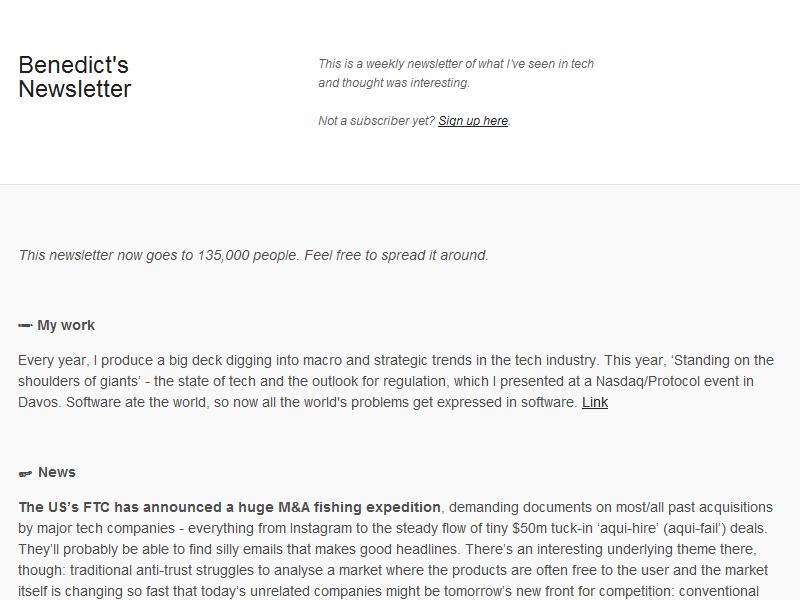 Benedict's
Newsletter
This is a weekly newsletter of what I've seen in tech
and thought was interesting.
Not a subscriber yet? Sign up here.
This newsletter now goes to 135,000 people. Feel free to spread it around.
My work
Every year, I produce a big deck digging into macro and strategic trends in the tech industry. This year, ‘Standing on the
shoulders of giants’ - the state of tech and the outlook for regulation, which I presented at a Nasdaq/Protocol event in
Davos. Software ate the world, so now all the world's problems get expressed in software. Link
News
The US’s FTC has announced a huge M&A fishing expedition, demanding documents on most/all past acquisitions
by major tech companies - everything from Instagram to the steady flow of tiny $50m tuck-in ‘aqui-hire’ (aqui-fail’) deals.
They’ll probably be able to find silly emails that makes good headlines. There’s an interesting underlying theme there,
though: traditional anti-trust struggles to analyse a market where the products are often free to the user and the market
itself is changing so fast that today’s unrelated companies might be tomorrow’s new front for competition: conventional